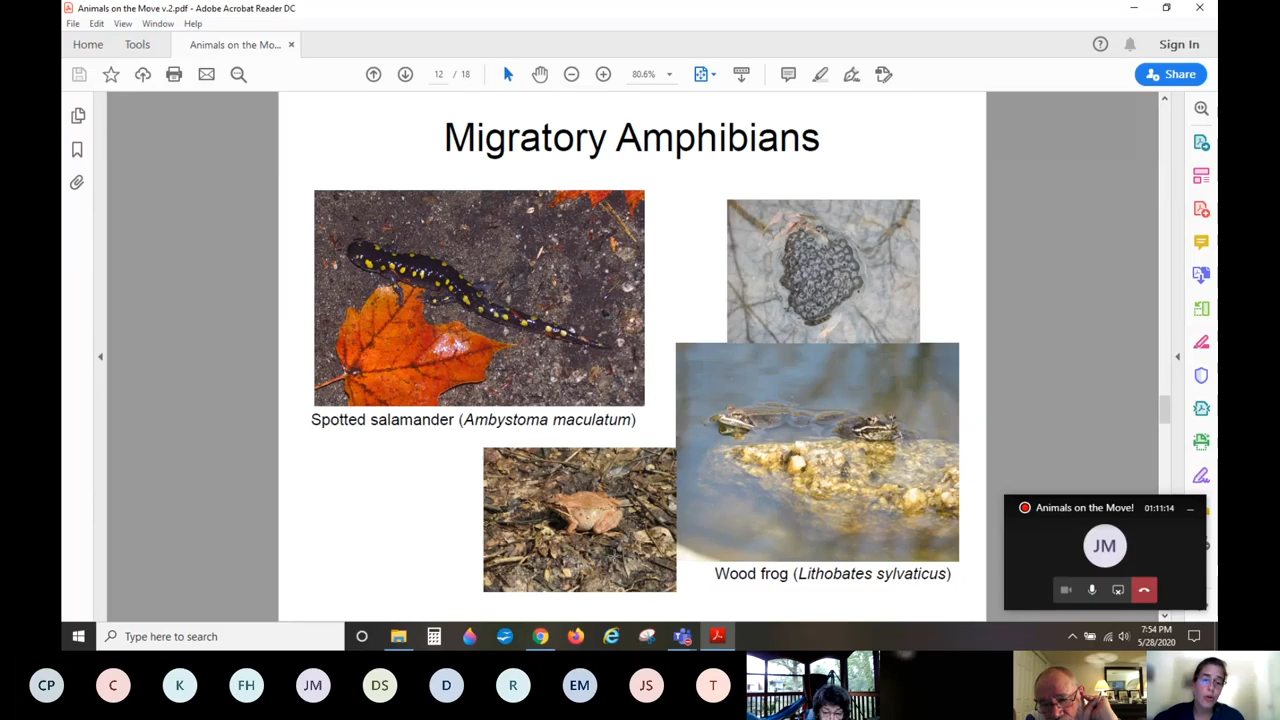 Animals on the Move v.2.pdf - Adobe Acrobat Reader DC
File Edit View Window Help
Home Tools Animals on the Mo... × Sign In
12 / 18 80.6% Share
Migratory Amphibians
Spotted salamander (Ambystoma maculatum)
Wood frog (Lithobates sylvaticus)
Animals on the Move! 01:11:14
JM
Type here to search
7:54 PM
5/28/2020
CP C K FH JM DS D R EM JS T